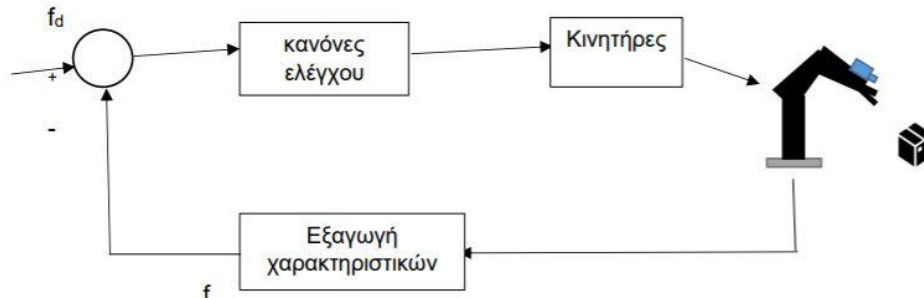 f_d
+
-
κανόνες
ελέγχου
Κινητήρες
Εξαγωγή
χαρακτηριστικών
f